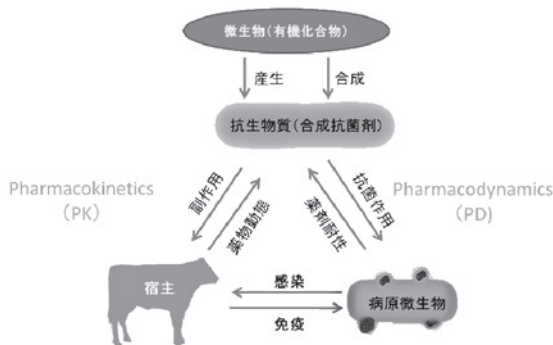 微生物(有機化合物)
産生
合成
抗生物質(合成抗菌剤)
Pharmacokinetics
(PK)
副作用
薬物動態
薬剤耐性
抗菌作用
Pharmacodynamics
(PD)
宿主
感染
免疫
病原微生物